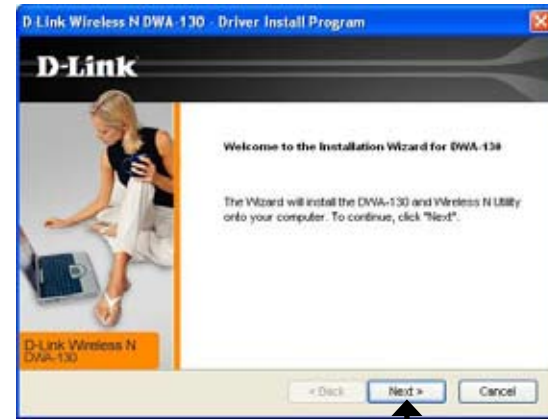 D-Link Wireless N DWA-130 - Driver Install Program
D-Link
Welcome to the Installation Wizard for DWA-130
The Wizard will install the DWA-130 and Wireless N Utility
onto your computer. To continue, click "Next".
D-Link Wireless N
DWA-130
< Back
Next >
Cancel